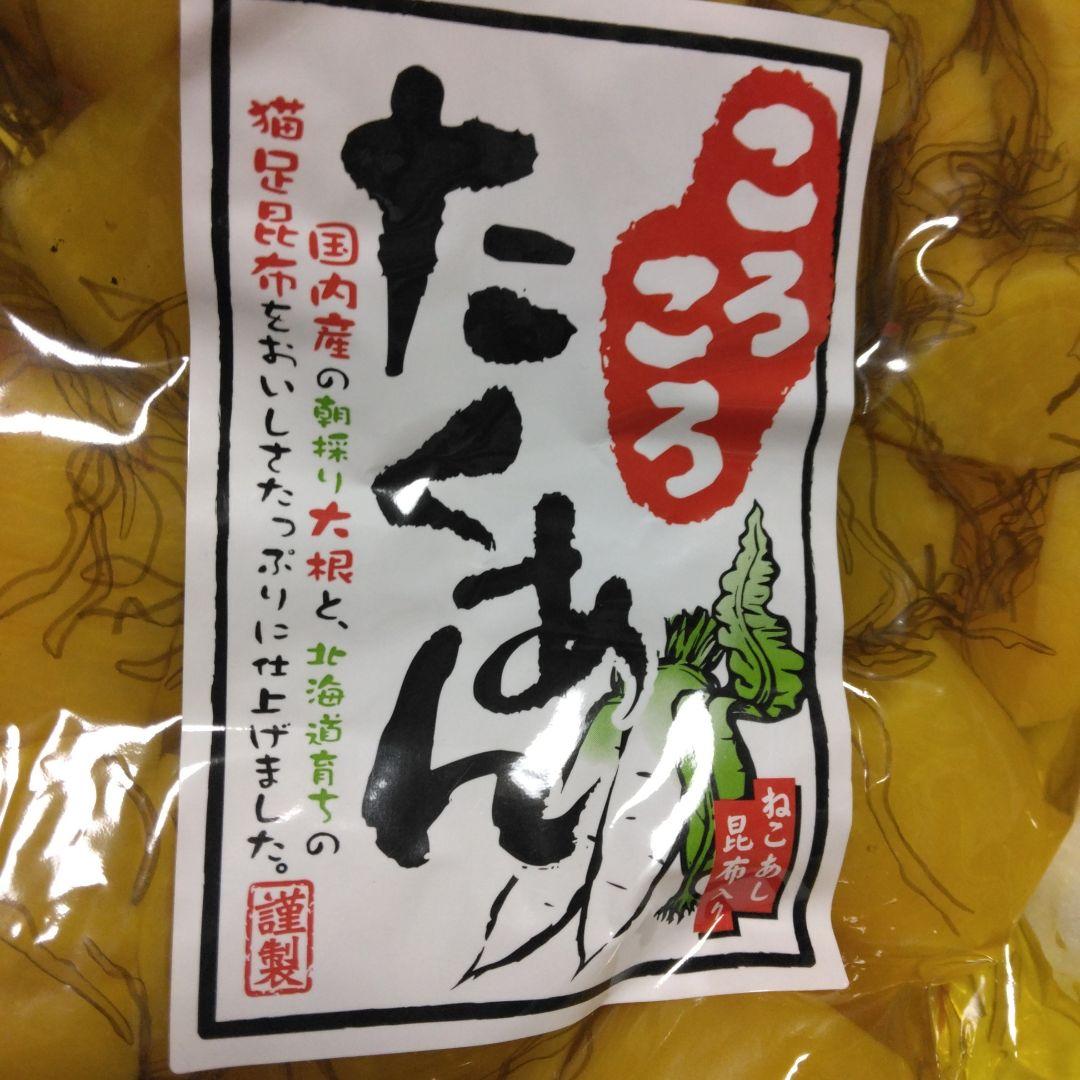 ころ
ころ
たくあん
国内産の朝採り大根と、北海道育ちの
猫足昆布をおいしさたっぷりに仕上げました。
謹製
ねこあし
昆布入り